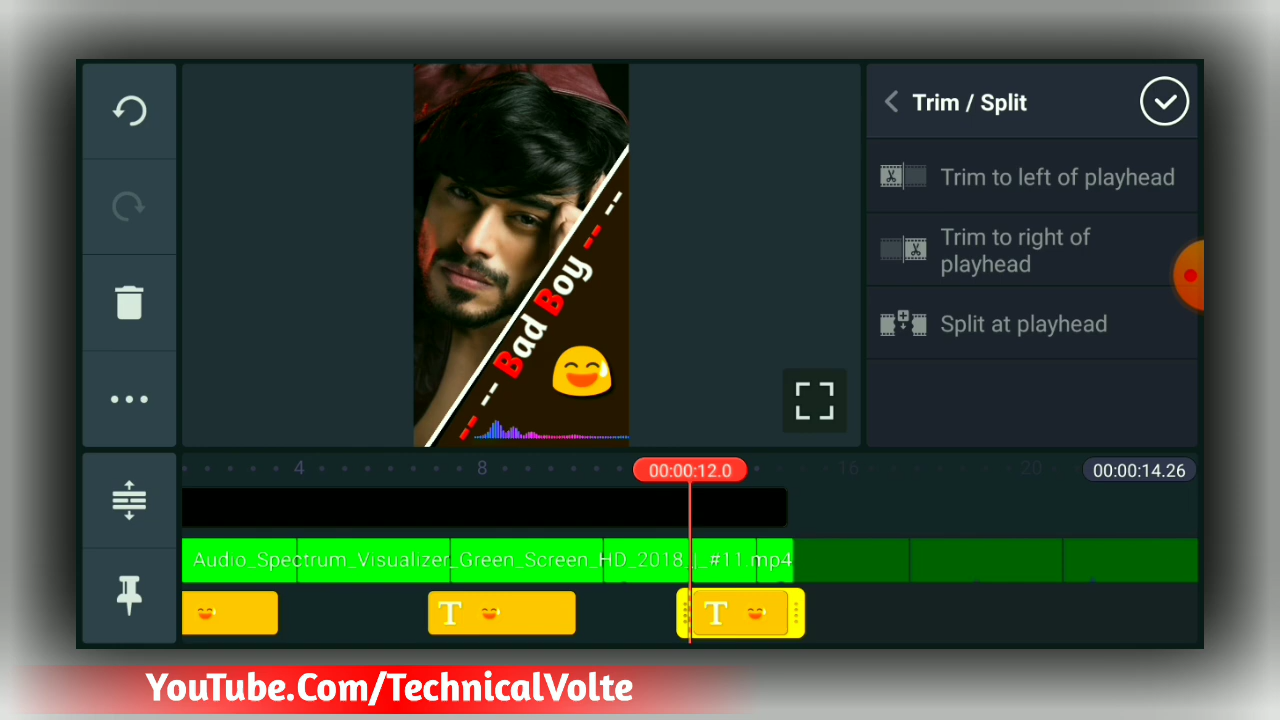 Trim / Split
Trim to left of playhead
Trim to right of
playhead
Split at playhead
-- Bad Boy -- --
4
8
00:00:12.0
16
20
00:00:14.26
Audio_Spectrum_Visualizer_Green_Screen_HD_2018_|_#11.mp4
T
T
YouTube.Com/TechnicalVolte